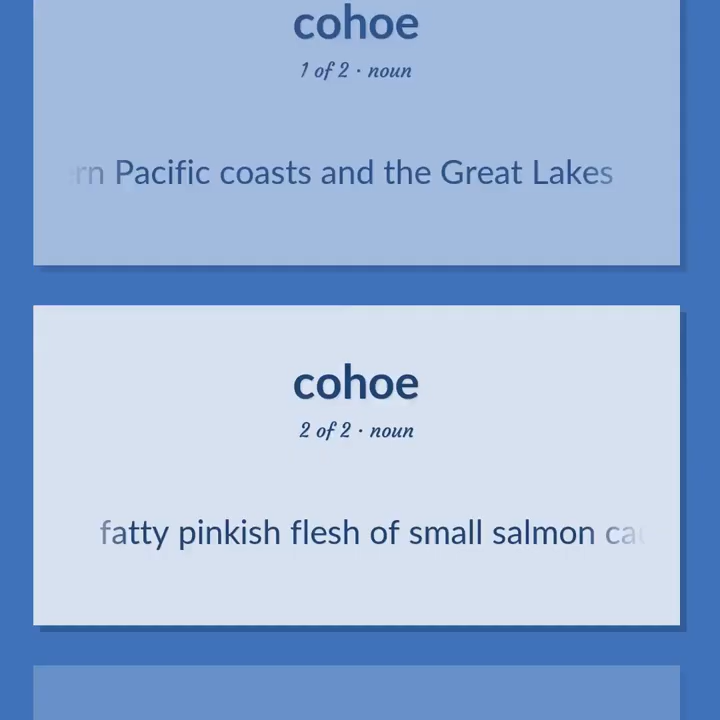 cohoe
1 of 2 · noun
Pacific coasts and the Great Lakes
cohoe
2 of 2 · noun
fatty pinkish flesh of small salmon